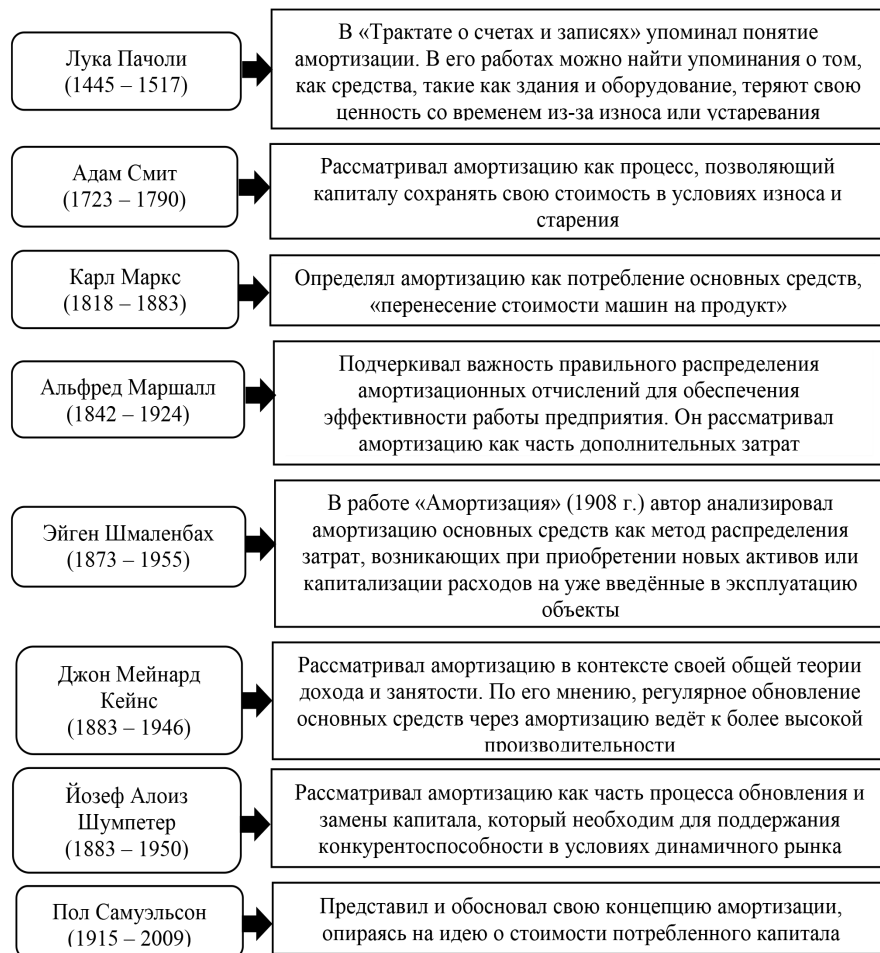 Лука Пачоли
(1445 – 1517)
В «Трактате о счетах и записях» упоминал понятие
амортизации. В его работах можно найти упоминания о том,
как средства, такие как здания и оборудование, теряют свою
ценность со временем из-за износа или устаревания
Адам Смит
(1723 – 1790)
Рассматривал амортизацию как процесс, позволяющий
капиталу сохранять свою стоимость в условиях износа и
старения
Карл Маркс
(1818 – 1883)
Определял амортизацию как потребление основных средств,
«перенесение стоимости машин на продукт»
Альфред Маршалл
(1842 – 1924)
Подчеркивал важность правильного распределения
амортизационных отчислений для обеспечения
эффективности работы предприятия. Он рассматривал
амортизацию как часть дополнительных затрат
Эйген Шмаленбах
(1873 – 1955)
В работе «Амортизация» (1908 г.) автор анализировал
амортизацию основных средств как метод распределения
затрат, возникающих при приобретении новых активов или
капитализации расходов на уже введённые в эксплуатацию
объекты
Джон Мейнард
Кейнс
(1883 – 1946)
Рассматривал амортизацию в контексте своей общей теории
дохода и занятости. По его мнению, регулярное обновление
основных средств через амортизацию ведёт к более высокой
производительности
Йозеф Алоиз
Шумпетер
(1883 – 1950)
Рассматривал амортизацию как часть процесса обновления и
замены капитала, который необходим для поддержания
конкурентоспособности в условиях динамичного рынка
Пол Самуэльсон
(1915 – 2009)
Представил и обосновал свою концепцию амортизации,
опираясь на идею о стоимости потребленного капитала